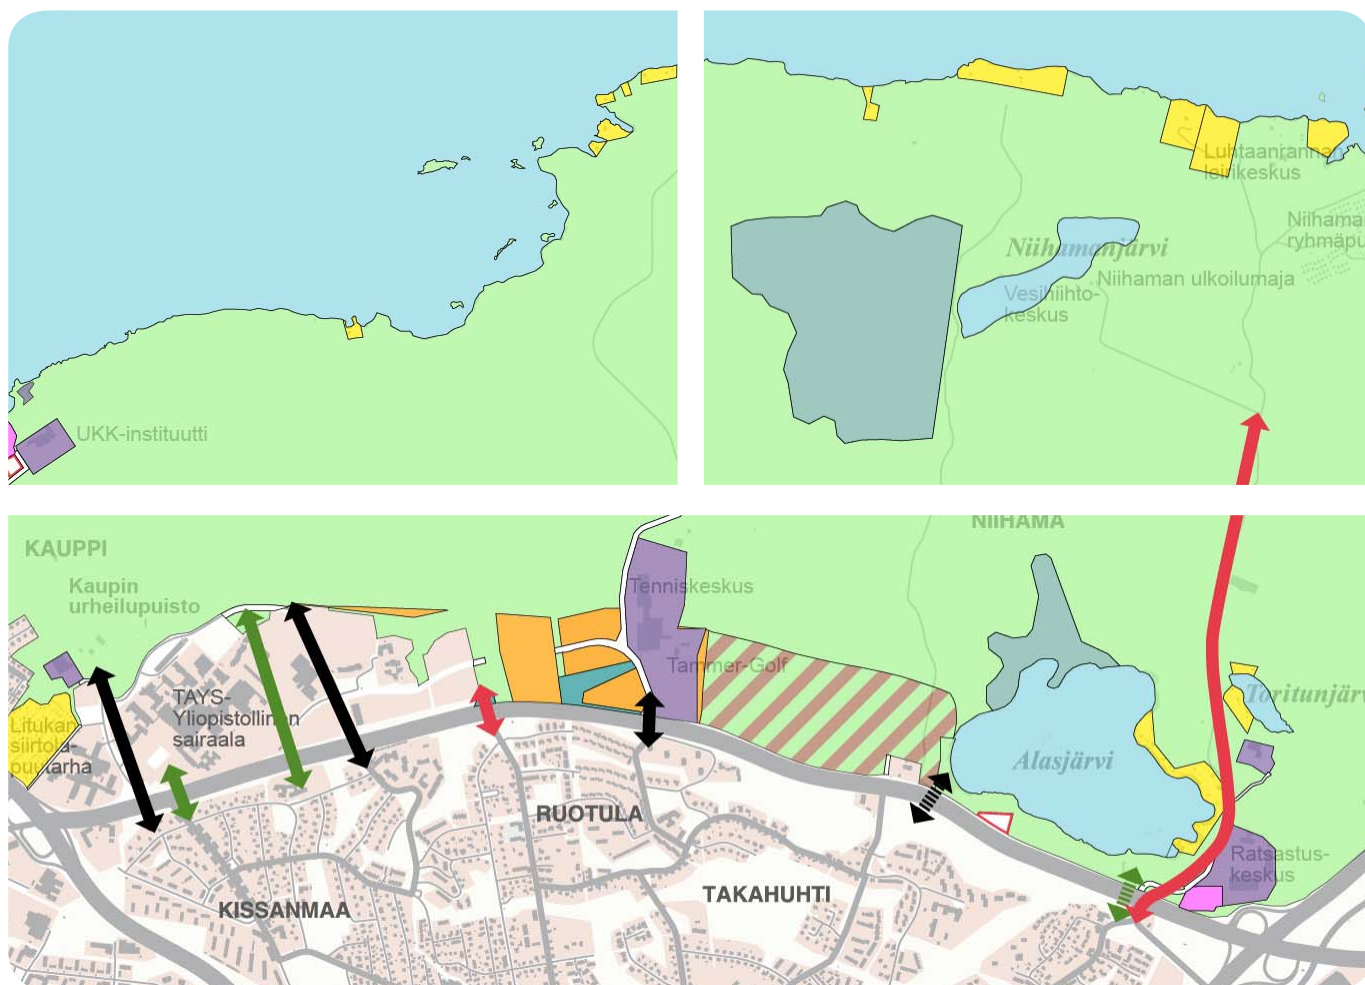 UKK-instituutti
Luhtaanrannan
leirikeskus
Niihama
ryhmäpu
Niihamanjärvi
Niihaman ulkoilumaja
Vesihiihto-
keskus
NIIHAMA
KAUPPI
Kaupin
urheilupuisto
Tenniskeskus
Tammer-Golf
TAYS-
Yliopistollinen
sairaala
Litukan
siirtola-
puutarha
Toritunjärv
Alasjärvi
RUOTULA
Ratsastus-
keskus
TAKAHUHTI
KISSANMAA